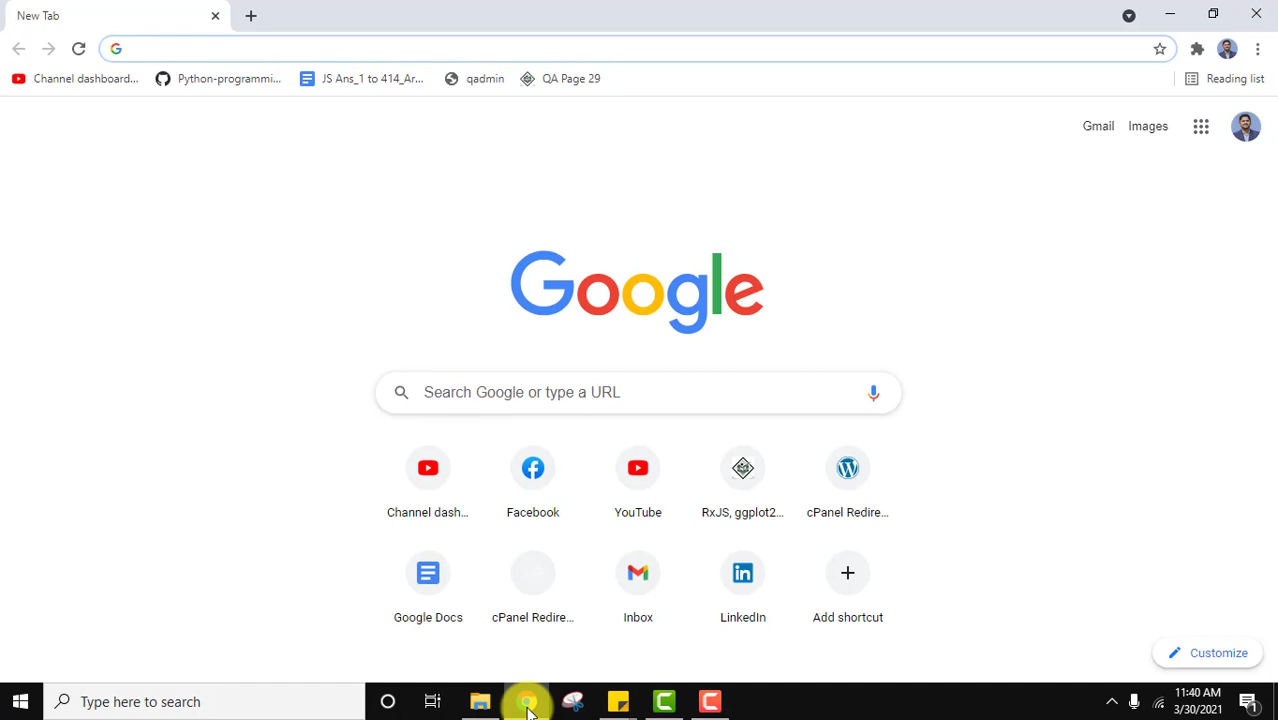 New Tab
Channel dashboard...
Python-programmi...
JS Ans_1 to 414_Ar...
qadmin
QA Page 29
Reading list
Gmail
Images
Google
Search Google or type a URL
Channel dash...
Facebook
YouTube
RxJS, ggplot2...
cPanel Redire...
Google Docs
cPanel Redire...
Inbox
LinkedIn
Add shortcut
Customize
Type here to search
11:40 AM
3/30/2021
1